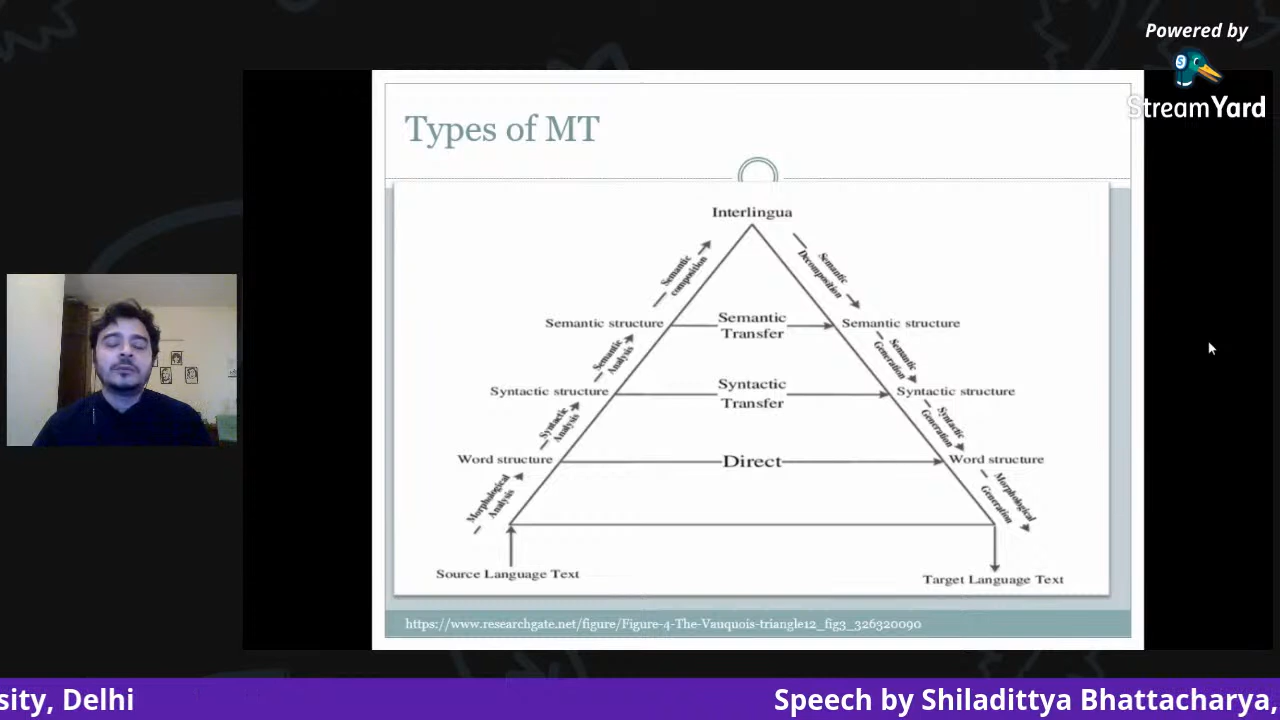 Powered by
StreamYard
Types of MT
Interlingua
Semantic
composition
Semantic
Decomposition
Semantic structure
Semantic
Transfer
Semantic structure
Semantic
Analysis
Semantic
Generation
Syntactic structure
Syntactic
Transfer
Syntactic structure
Syntactic
Analysis
Syntactic
Generation
Word structure
Direct
Word structure
Morphological
Analysis
Morphological
Generation
Source Language Text
Target Language Text
https://www.researchgate.net/figure/Figure-4-The-Vauquois-triangle12_fig3_326320090
sity, Delhi
Speech by Shiladittya Bhattacharya,